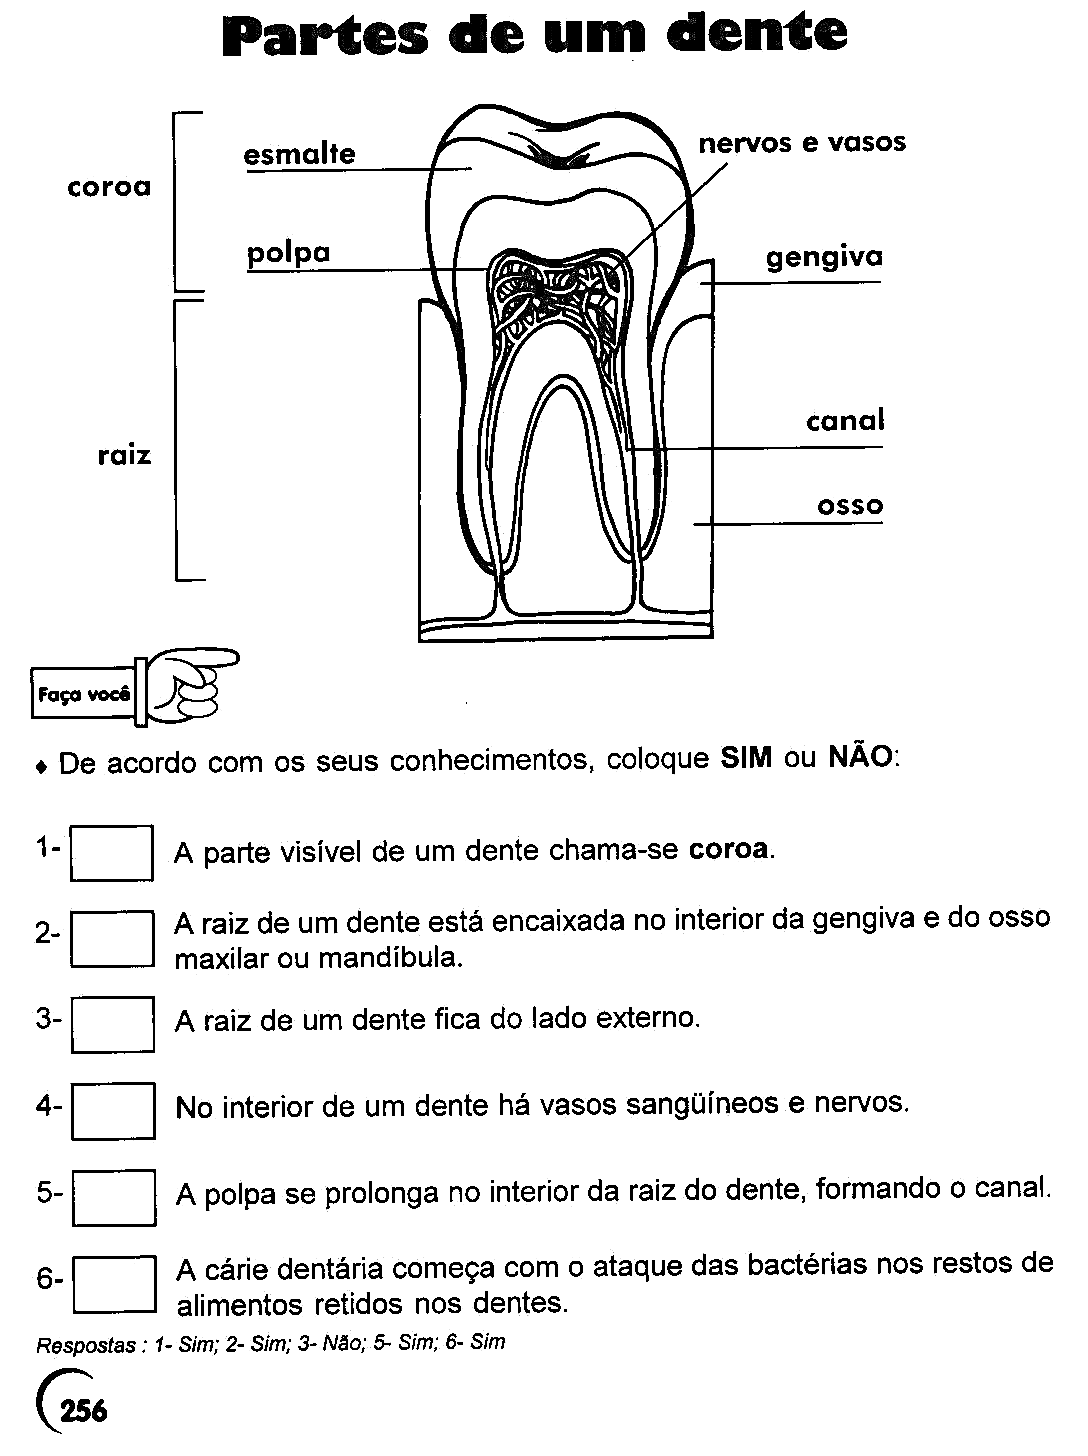 Partes de um dente
coroa
esmalte
nervos e vasos
polpa
gengiva
raiz
canal
osso
Faça você
♦ De acordo com os seus conhecimentos, coloque SIM ou NÃO:
1- A parte visível de um dente chama-se coroa.
2- A raiz de um dente está encaixada no interior da gengiva e do osso
maxilar ou mandíbula.
3- A raiz de um dente fica do lado externo.
4- No interior de um dente há vasos sangüíneos e nervos.
5- A polpa se prolonga no interior da raiz do dente, formando o canal.
6- A cárie dentária começa com o ataque das bactérias nos restos de
alimentos retidos nos dentes.
Respostas : 1- Sim; 2- Sim; 3- Não; 5- Sim; 6- Sim
256